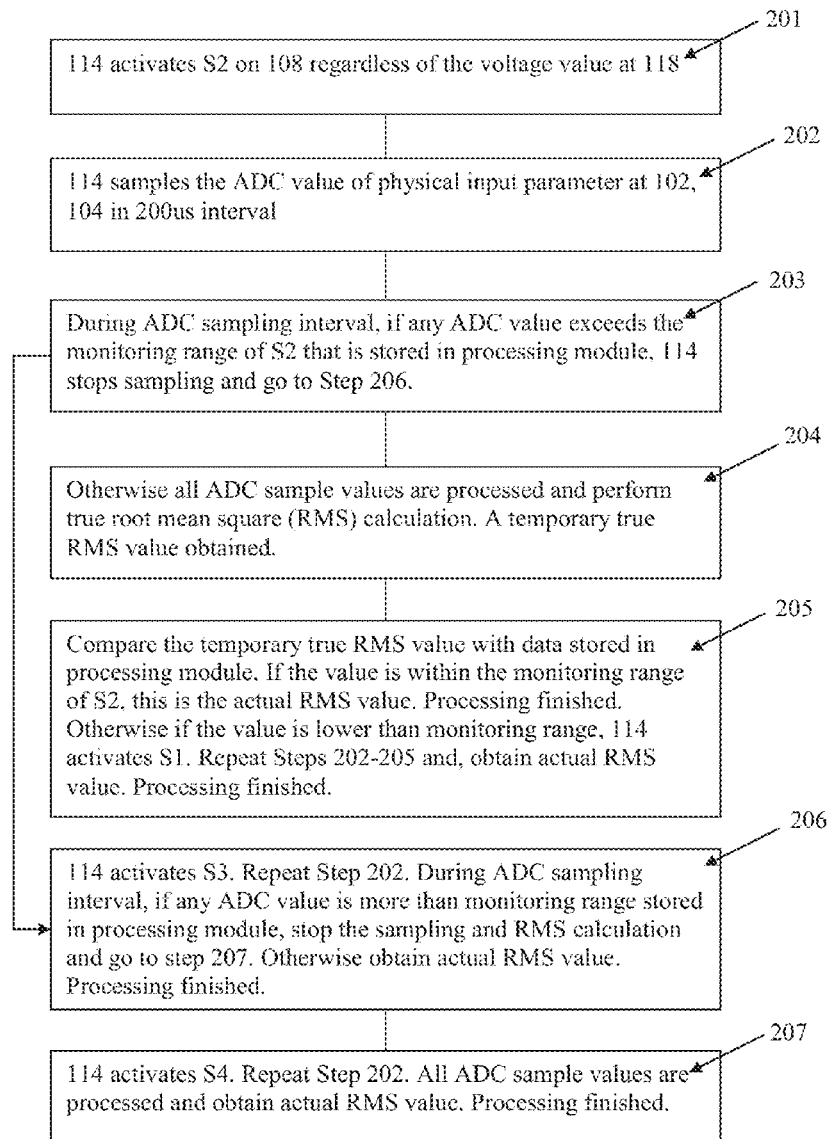 201
114 activates S2 on 108 regardless of the voltage value at 118
202
114 samples the ADC value of physical input parameter at 102,
104 in 200us interval
203
During ADC sampling interval, if any ADC value exceeds the
monitoring range of S2 that is stored in processing module, 114
stops sampling and go to Step 206.
204
Otherwise all ADC sample values are processed and perform
true root mean square (RMS) calculation. A temporary true
RMS value obtained.
205
Compare the temporary true RMS value with data stored in
processing module. If the value is within the monitoring range
of S2, this is the actual RMS value. Processing finished.
Otherwise if the value is lower than monitoring range, 114
activates S1. Repeat Steps 202-205 and, obtain actual RMS
value. Processing finished.
206
114 activates S3. Repeat Step 202. During ADC sampling
interval, if any ADC value is more than monitoring range stored
in processing module, stop the sampling and RMS calculation
and go to step 207. Otherwise obtain actual RMS value.
Processing finished.
207
114 activates S4. Repeat Step 202. All ADC sample values are
processed and obtain actual RMS value. Processing finished.